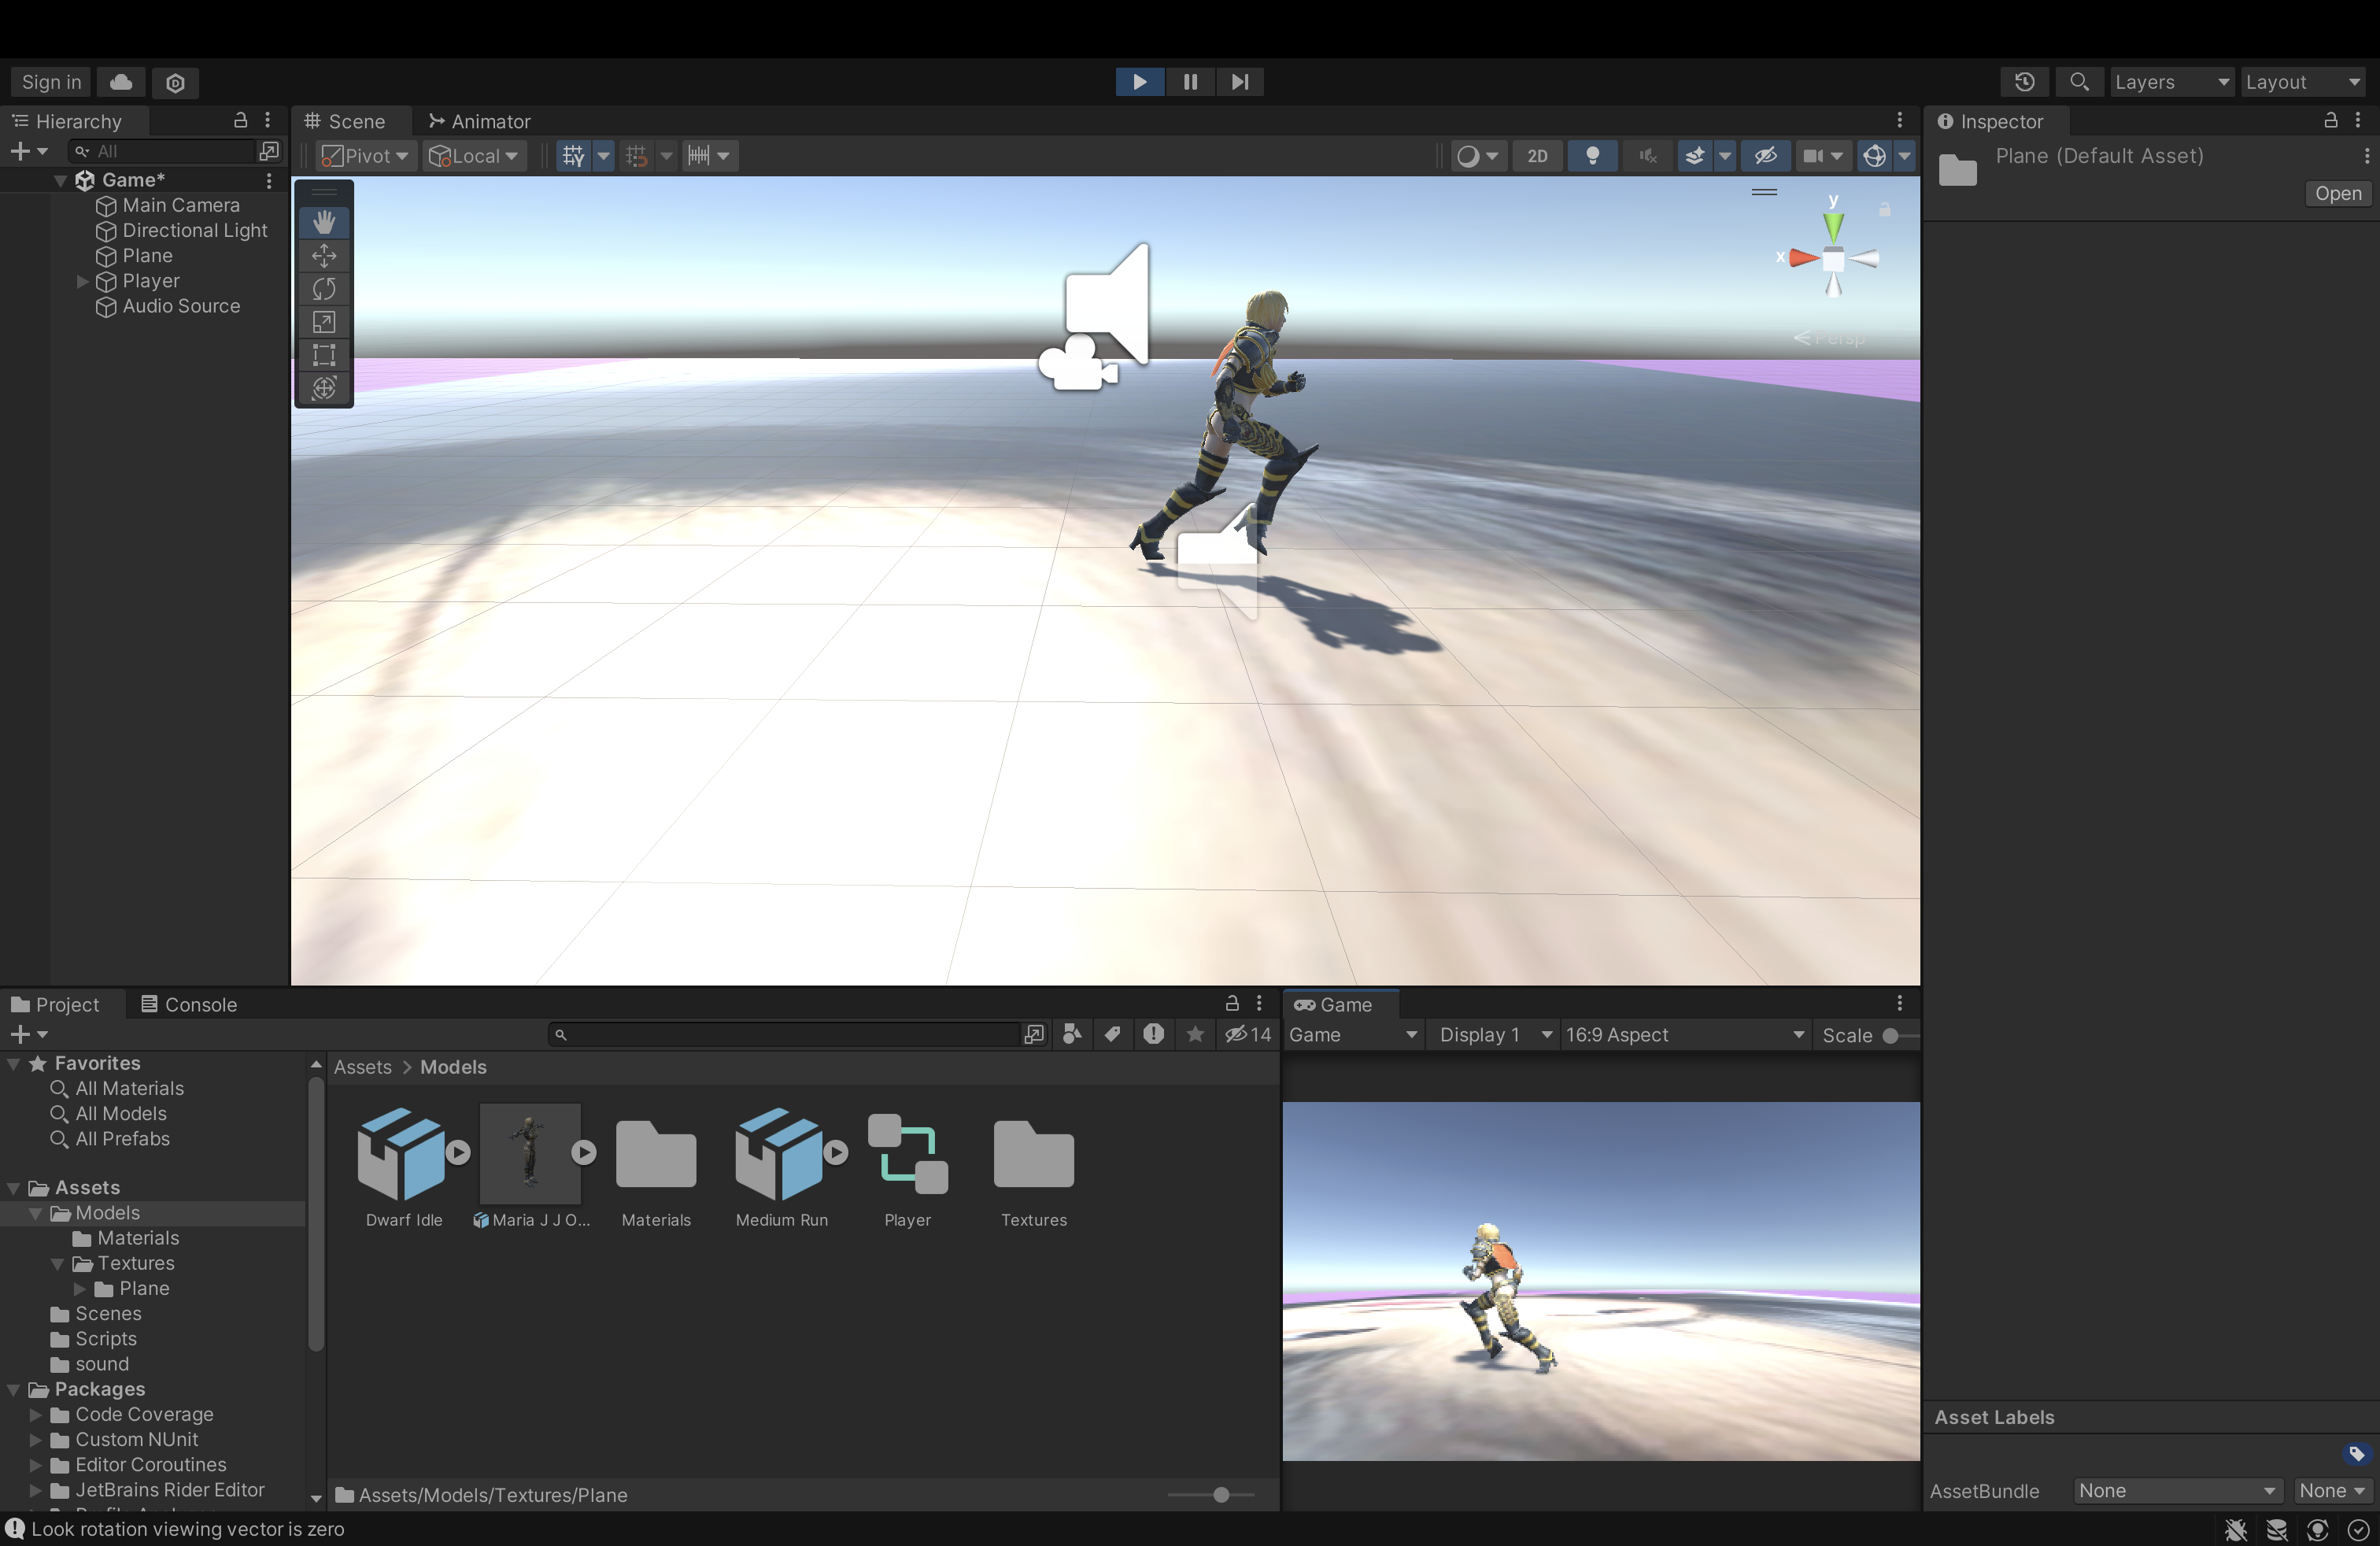 Sign in
Layers
Layout
Hierarchy
All
Game*
Main Camera
Directional Light
Plane
Player
Audio Source
Scene
Animator
Pivot
Local
2D
y
x
Persp
Inspector
Plane (Default Asset)
Open
Project
Console
14
Favorites
All Materials
All Models
All Prefabs
Assets
Models
Materials
Textures
Plane
Scenes
Scripts
sound
Packages
Code Coverage
Custom NUnit
Editor Coroutines
JetBrains Rider Editor
Assets > Models
Dwarf Idle
Maria J J O...
Materials
Medium Run
Player
Textures
Assets/Models/Textures/Plane
Game
Game
Display 1
16:9 Aspect
Scale
Asset Labels
AssetBundle
None
None
Look rotation viewing vector is zero